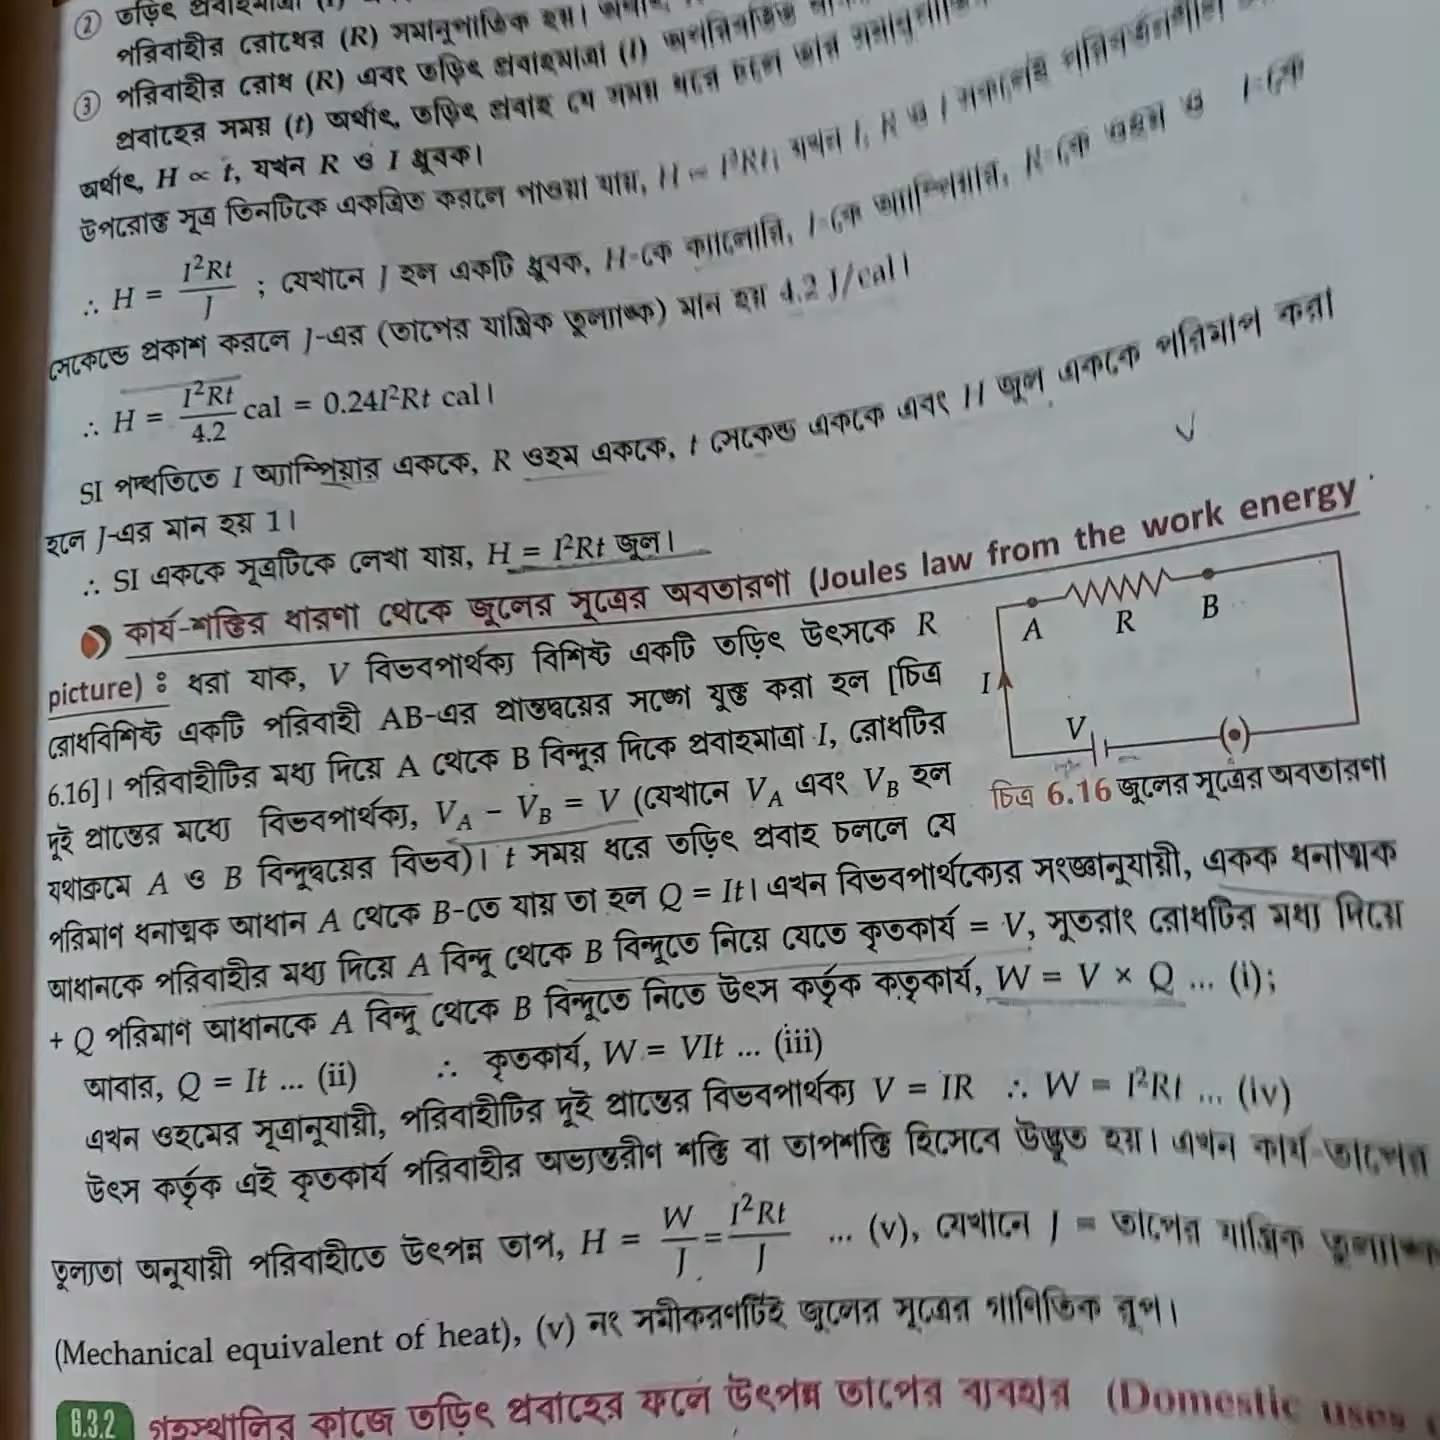 ② তড়িৎ
পরিবাহীর রোধের (R) সমানুপাতিক হয়।
③ পরিবাহীর রোধ (R) এবং তড়িৎ প্রবাহমাত্রা (I) অপরিবর্তিত
প্রবাহের সময় (t) অর্থাৎ, তড়িৎ প্রবাহ যে সময় ধরে চলে তার সমানুপাতিক
অর্থাৎ, H ∝ t, যখন R ও I ধ্রুবক।
উপরোক্ত সূত্র তিনটিকে একত্রিত করলে পাওয়া যায়, H ∝ I²Rt; যখন I, R ও t সকলেই পরিবর্তনশীল
∴ H = I²Rt/J ; যেখানে J হল একটি ধ্রুবক, H-কে ক্যালোরি, I-কে অ্যাম্পিয়ার, R-কে ওহম ও t-কে
সেকেন্ডে প্রকাশ করলে J-এর (তাপের যান্ত্রিক তুল্যাঙ্ক) মান হয় 4.2 J/cal।
∴ H = I²Rt/4.2 cal = 0.24I²Rt cal।
SI পদ্ধতিতে I অ্যাম্পিয়ার এককে, R ওহম এককে, t সেকেন্ড এককে এবং H জুল এককে পরিমাপ করা
হলে J-এর মান হয় 1।
∴ SI এককে সূত্রটিকে লেখা যায়, H = I²Rt জুল।
কার্য-শক্তির ধারণা থেকে জুলের সূত্রের অবতারণা (Joules law from the work energy
picture) : ধরা যাক, V বিভবপার্থক্য বিশিষ্ট একটি তড়িৎ উৎসকে R
রোধবিশিষ্ট একটি পরিবাহী AB-এর প্রান্তদ্বয়ের সঙ্গে যুক্ত করা হল [চিত্র
6.16]। পরিবাহীটির মধ্য দিয়ে A থেকে B বিন্দুর দিকে প্রবাহমাত্রা I, রোধটির
দুই প্রান্তের মধ্যে বিভবপার্থক্য, V_A − V_B = V (যেখানে V_A এবং V_B হল
যথাক্রমে A ও B বিন্দুদ্বয়ের বিভব)। t সময় ধরে তড়িৎ প্রবাহ চললে যে
A R B
I
V
চিত্র 6.16 জুলের সূত্রের অবতারণা
পরিমাণ ধনাত্মক আধান A থেকে B-তে যায় তা হল Q = It। এখন বিভবপার্থক্যের সংজ্ঞানুযায়ী, একক ধনাত্মক
আধানকে পরিবাহীর মধ্য দিয়ে A বিন্দু থেকে B বিন্দুতে নিয়ে যেতে কৃতকার্য = V, সুতরাং রোধটির মধ্য দিয়ে
+ Q পরিমাণ আধানকে A বিন্দু থেকে B বিন্দুতে নিতে উৎস কর্তৃক কৃতকার্য, W = V × Q ... (i);
আবার, Q = It ... (ii) ∴ কৃতকার্য, W = VIt ... (iii)
এখন ওহমের সূত্রানুযায়ী, পরিবাহীটির দুই প্রান্তের বিভবপার্থক্য V = IR ∴ W = I²Rt ... (iv)
উৎস কর্তৃক এই কৃতকার্য পরিবাহীর অভ্যন্তরীণ শক্তি বা তাপশক্তি হিসেবে উদ্ভূত হয়। এখন কার্য-তাপের
তুল্যতা অনুযায়ী পরিবাহীতে উৎপন্ন তাপ, H = W/J = I²Rt/J ... (v), যেখানে J = তাপের যান্ত্রিক তুল্যাঙ্ক
(Mechanical equivalent of heat), (v) নং সমীকরণটিই জুলের সূত্রের গাণিতিক রূপ।
6.3.2 গৃহস্থালির কাজে তড়িৎ প্রবাহের ফলে উৎপন্ন তাপের ব্যবহার (Domestic uses